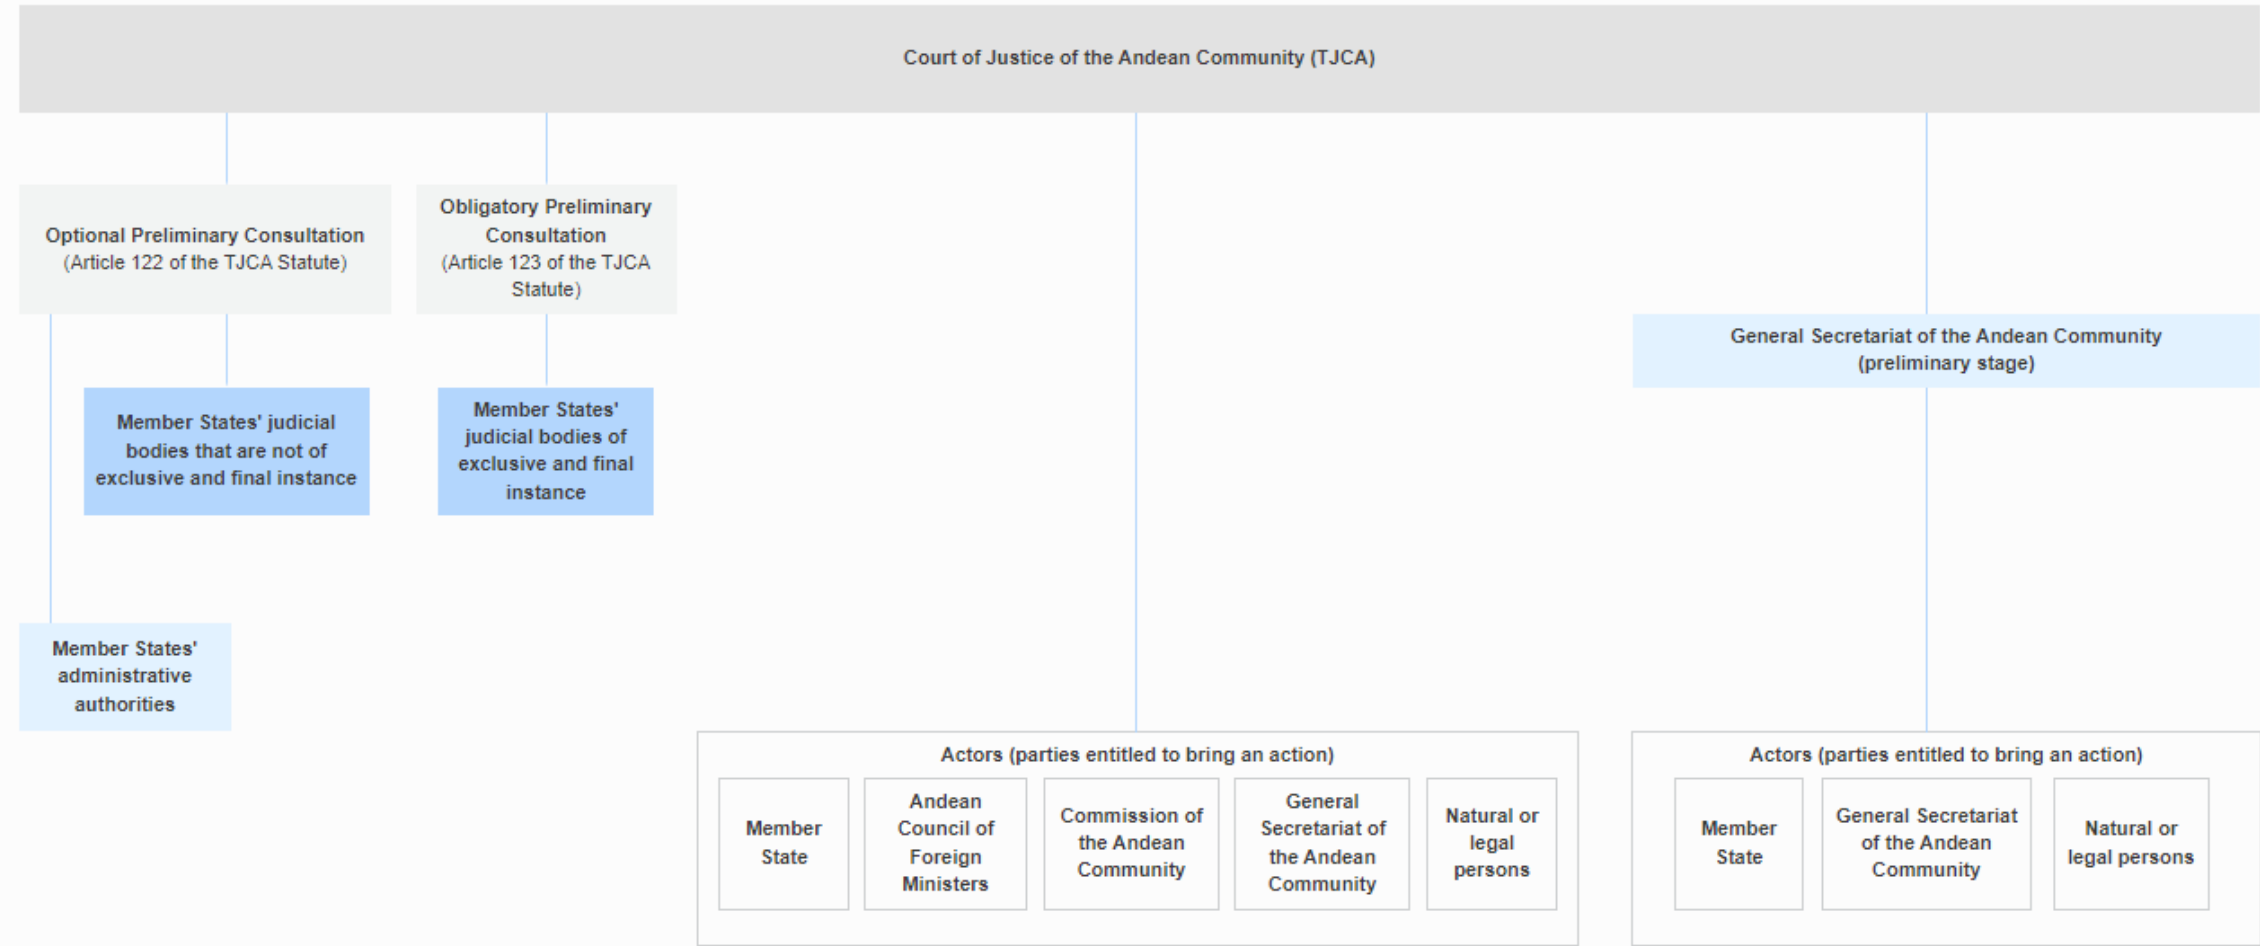 Court of Justice of the Andean Community (TJCA)
Optional Preliminary Consultation
(Article 122 of the TJCA Statute)
Obligatory Preliminary
Consultation
(Article 123 of the TJCA
Statute)
General Secretariat of the Andean Community
(preliminary stage)
Member States' judicial
bodies that are not of
exclusive and final instance
Member States'
judicial bodies of
exclusive and final
instance
Member States'
administrative
authorities
Actors (parties entitled to bring an action)
Member
State
Andean
Council of
Foreign
Ministers
Commission of
the Andean
Community
General
Secretariat of
the Andean
Community
Natural or
legal
persons
Actors (parties entitled to bring an action)
Member
State
General Secretariat
of the Andean
Community
Natural or
legal persons